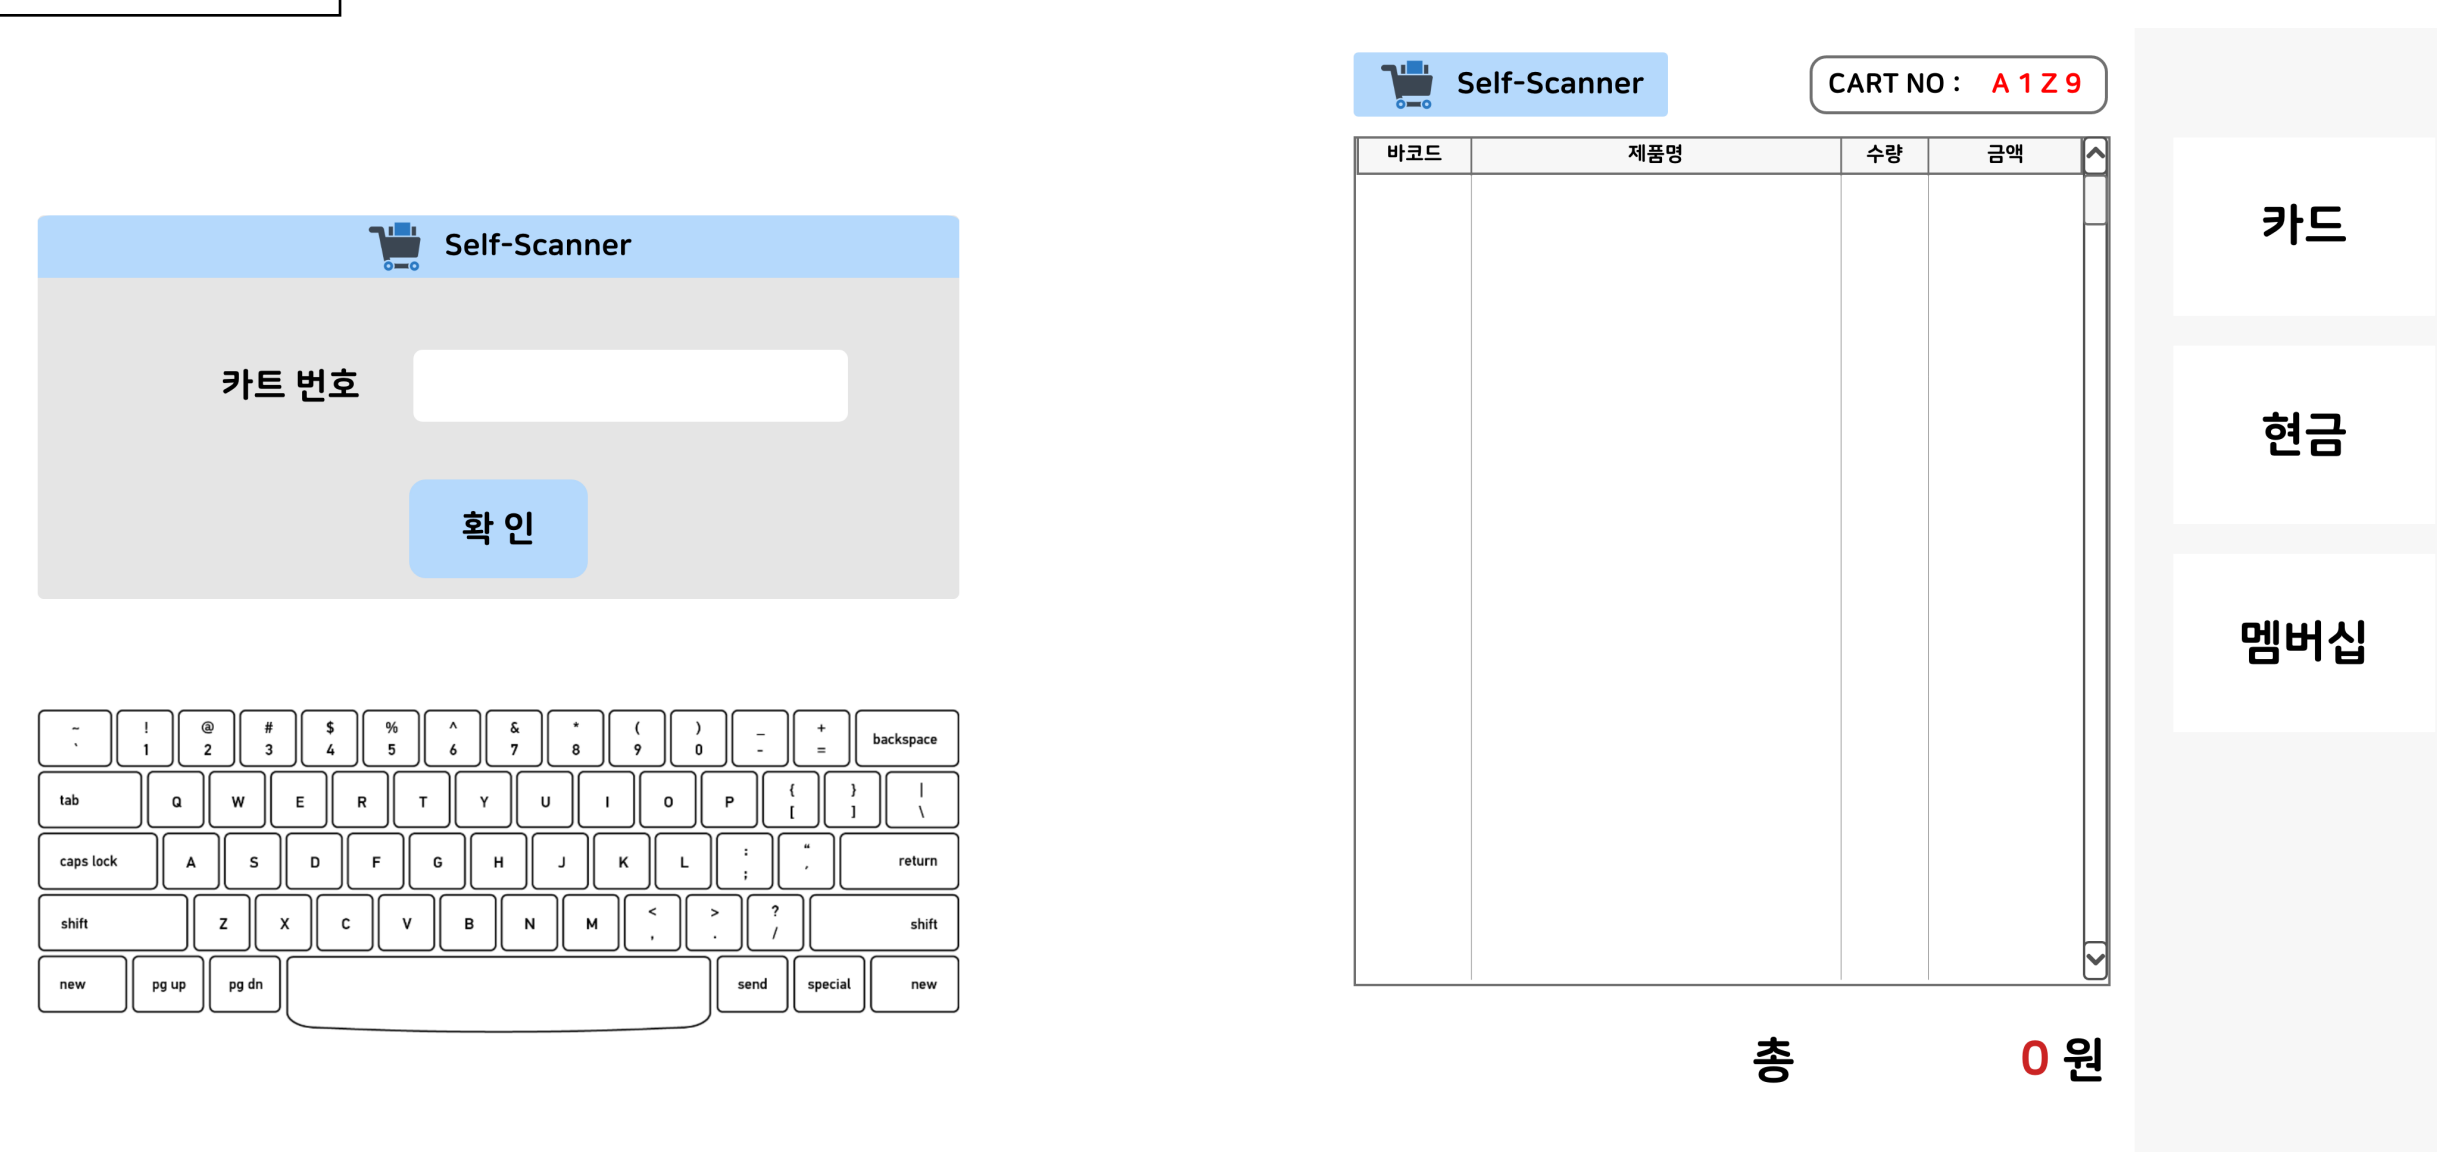 Self-Scanner
카트 번호
확 인
~ ! @ # $ % ^ & * ( ) _ +
` 1 2 3 4 5 6 7 8 9 0 - = backspace
tab Q W E R T Y U I O P { } |
[ ] \
caps lock A S D F G H J K L : “ return
; ‘
shift Z X C V B N M < > ? shift
, . /
new pg up pg dn send special new
Self-Scanner
CART NO : A 1 Z 9
바코드 제품명 수량 금액
총 0 원
카드
현금
멤버십